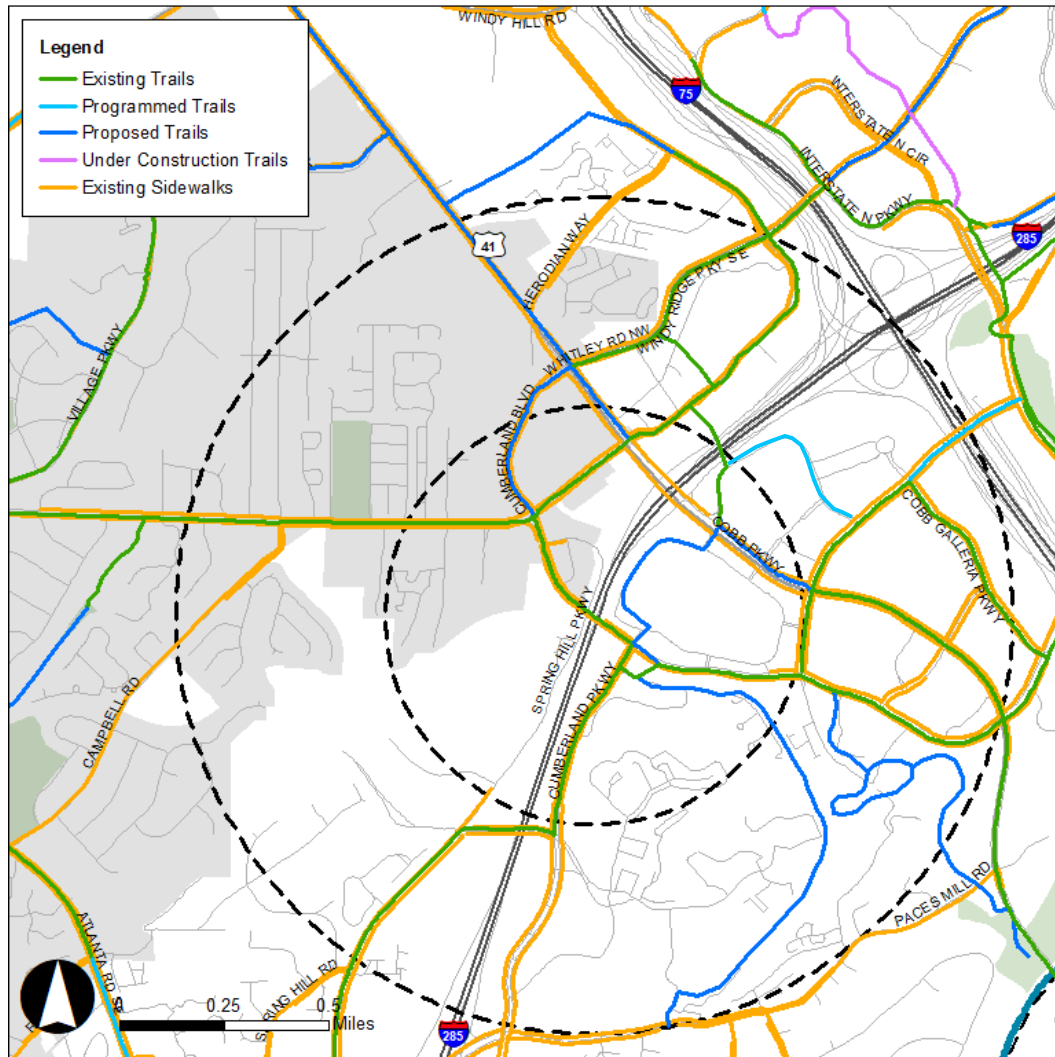 WINDY HILL RD
Legend
Existing Trails
Programmed Trails
Proposed Trails
Under Construction Trails
Existing Sidewalks
75
INTERSTATE N CIR
INTERSTATE N PKWY
285
41
HERODIAN WAY
WINDY RIDGE PKY SE
WHITLEY RD NW
VILLAGE PKWY
CUMBERLAND BLVD
COBB PKWY
COBB GALLERIA PKWY
SPRING HILL PKWY
CUMBERLAND PKWY
CAMPBELL RD
PACES MILL RD
ATLANTA RD
SPRING HILL RD
0.25
0.5
Miles
285